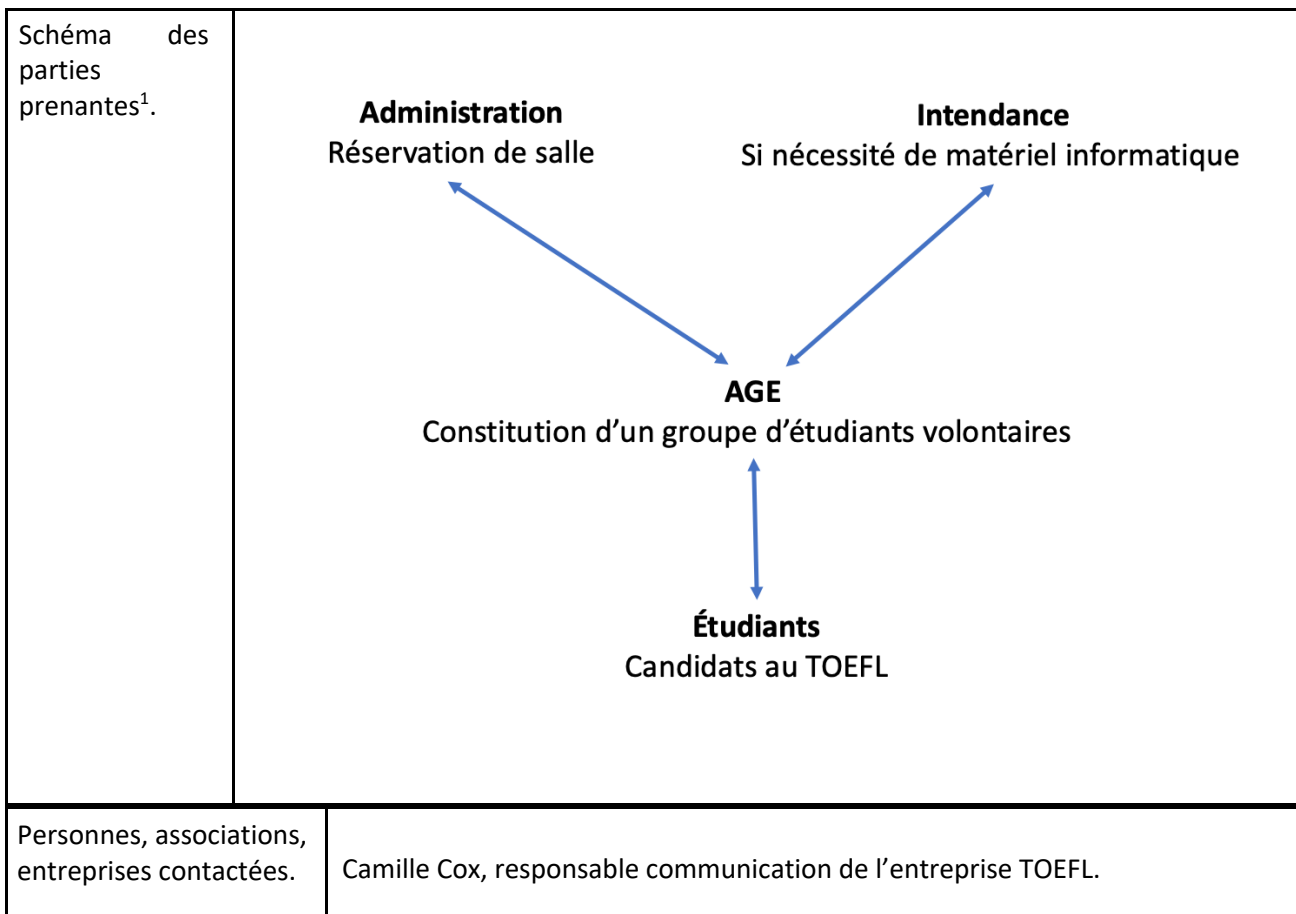 Schéma des
parties
prenantes¹.
Administration
Réservation de salle
Intendance
Si nécessité de matériel informatique
AGE
Constitution d’un groupe d’étudiants volontaires
Étudiants
Candidats au TOEFL
Personnes, associations,
entreprises contactées.
Camille Cox, responsable communication de l’entreprise TOEFL.